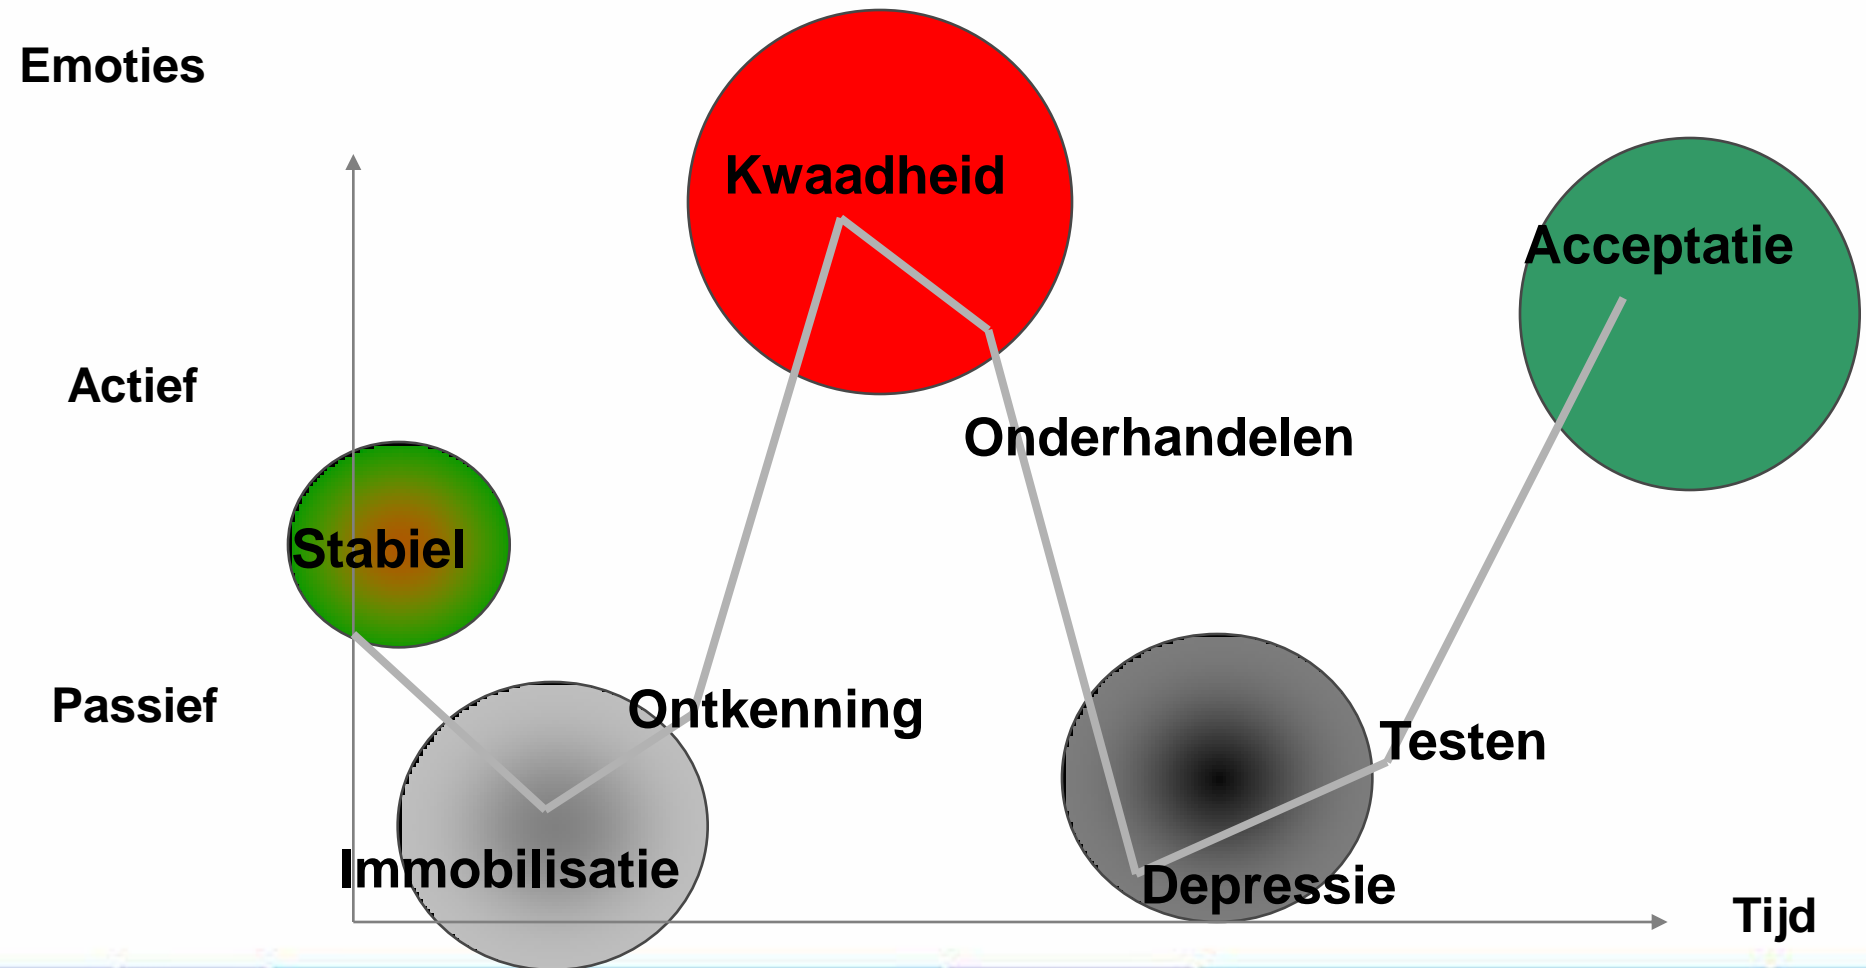 Emoties
Kwaadheid
Acceptatie
Actief
Onderhandelen
Stabiel
Passief
Ontkenning
Testen
Immobilisatie
Depressie
Tijd